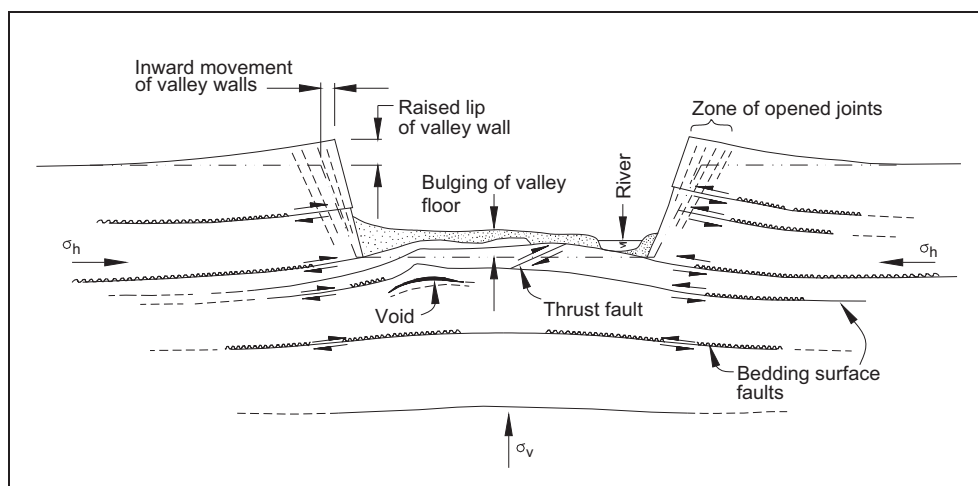 Inward movement
of valley walls
Raised lip
of valley wall
Zone of opened joints
Bulging of valley
floor
River
σh
σh
Void
Thrust fault
Bedding surface
faults
σv